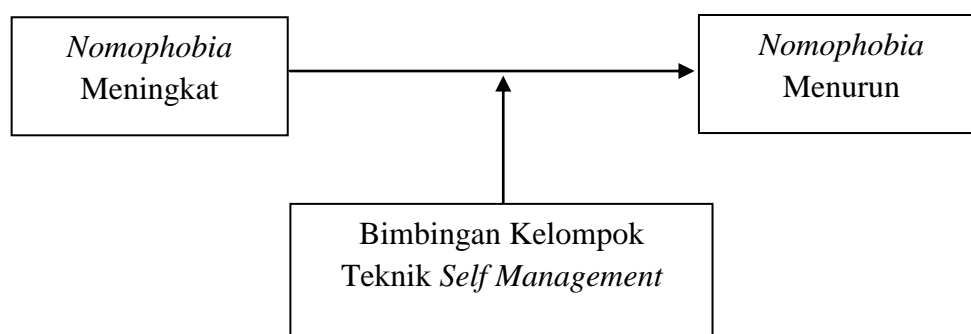 Nomophobia
Meningkat
Nomophobia
Menurun
Bimbingan Kelompok
Teknik Self Management